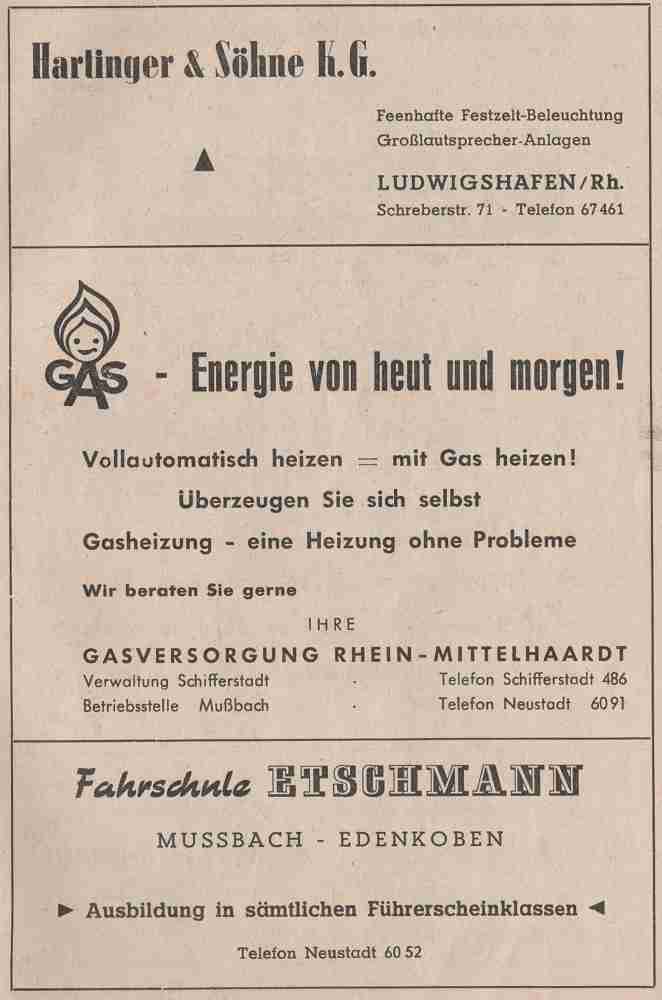 Hartinger & Söhne K.G.
Feenhafte Festzelt-Beleuchtung
Großlautsprecher-Anlagen
LUDWIGSHAFEN/Rh.
Schreberstr. 71 - Telefon 67461
GAS - Energie von heut und morgen!
Vollautomatisch heizen = mit Gas heizen!
Überzeugen Sie sich selbst
Gasheizung - eine Heizung ohne Probleme
Wir beraten Sie gerne
IHRE
GASVERSORGUNG RHEIN-MITTELHAARDT
Verwaltung Schifferstadt · Telefon Schifferstadt 486
Betriebsstelle Mußbach · Telefon Neustadt 6091
Fahrschule ETSCHMANN
MUSSBACH - EDENKOBEN
► Ausbildung in sämtlichen Führerscheinklassen ◄
Telefon Neustadt 60 52